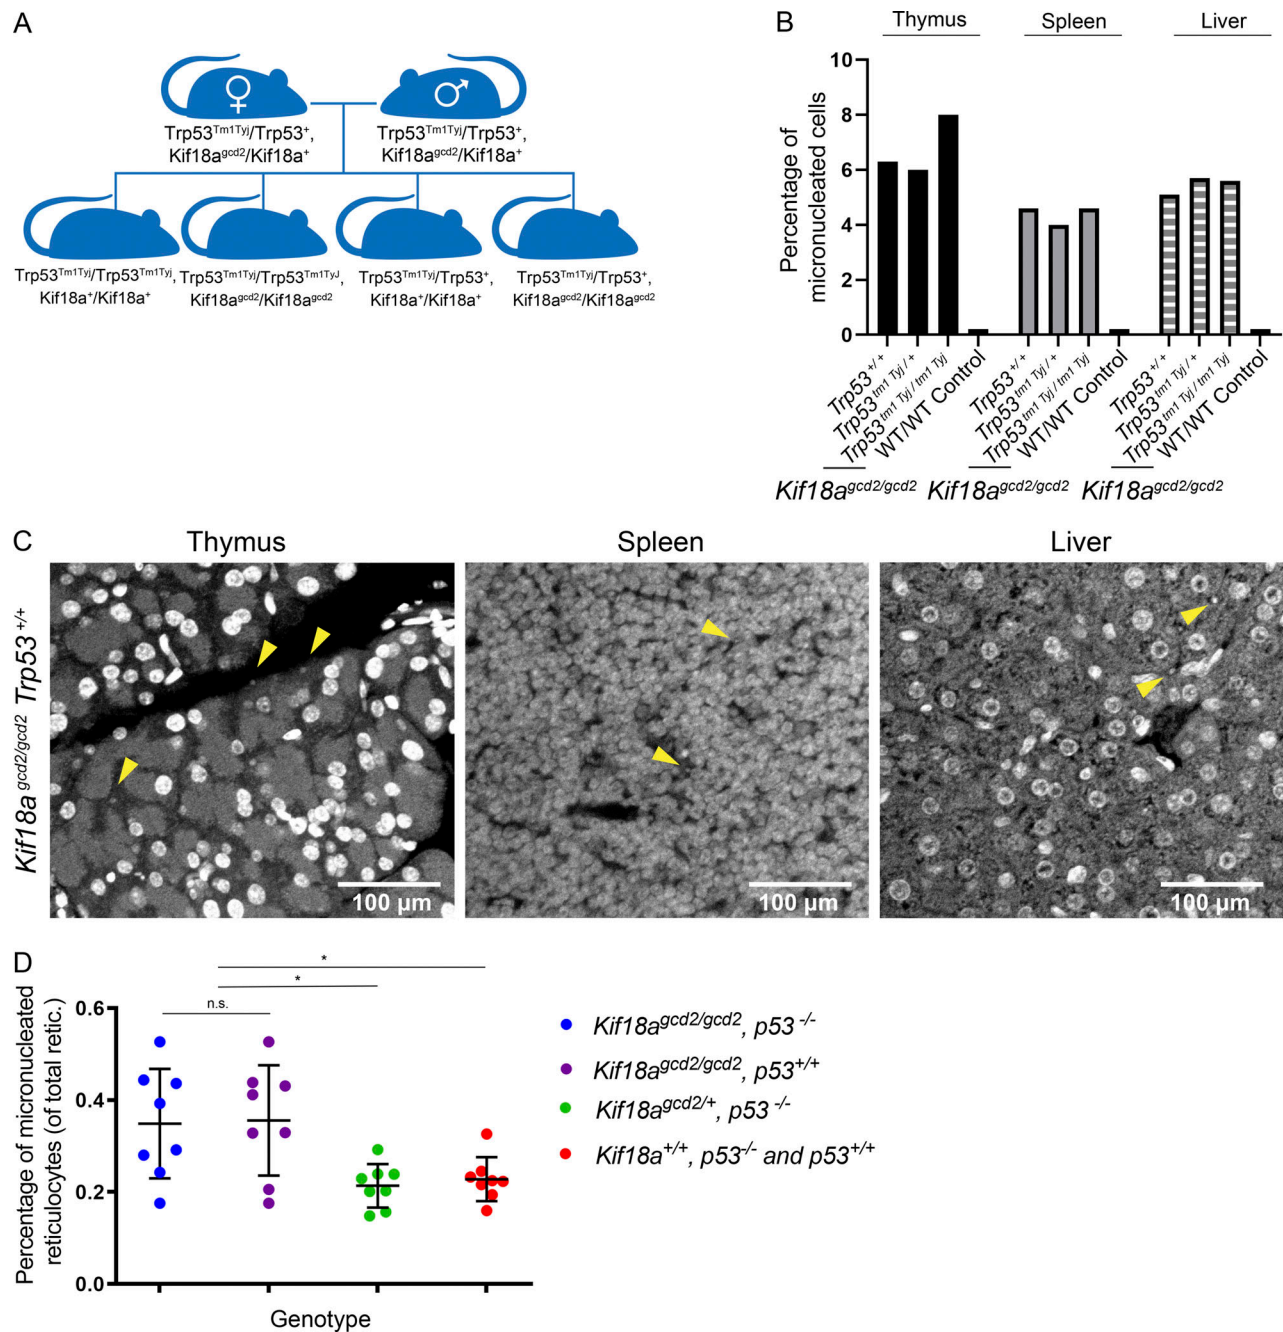 A
♀
♂
Trp53Tm1Tyj/Trp53+,
Kif18agcd2/Kif18a+
Trp53Tm1Tyj/Trp53+,
Kif18agcd2/Kif18a+
Trp53Tm1Tyj/Trp53Tm1Tyj,
Kif18a+/Kif18a+
Trp53Tm1Tyj/Trp53Tm1TyJ,
Kif18agcd2/Kif18agcd2
Trp53Tm1Tyj/Trp53+,
Kif18a+/Kif18a+
Trp53Tm1Tyj/Trp53+,
Kif18agcd2/Kif18agcd2
B
Thymus
Spleen
Liver
Percentage of
micronucleated cells
10
8
6
4
2
0
Trp53+/+
Trp53tm1 Tyj / +
Trp53tm1 Tyj / tm1 Tyj
WT/WT Control
Trp53+/+
Trp53tm1 Tyj / +
Trp53tm1 Tyj / tm1 Tyj
WT/WT Control
Trp53+/+
Trp53tm1 Tyj / +
Trp53tm1 Tyj / tm1 Tyj
WT/WT Control
Kif18agcd2/gcd2
Kif18agcd2/gcd2
Kif18agcd2/gcd2
C
Thymus
Spleen
Liver
Kif18a gcd2/gcd2 Trp53+/+
100 µm
100 µm
100 µm
D
*
*
n.s.
Percentage of micronucleated
reticulocytes (of total retic.)
0.6
0.4
0.2
0.0
Genotype
Kif18agcd2/gcd2, p53 -/-
Kif18agcd2/gcd2, p53+/+
Kif18agcd2/+, p53 -/-
Kif18a+/+, p53-/- and p53+/+